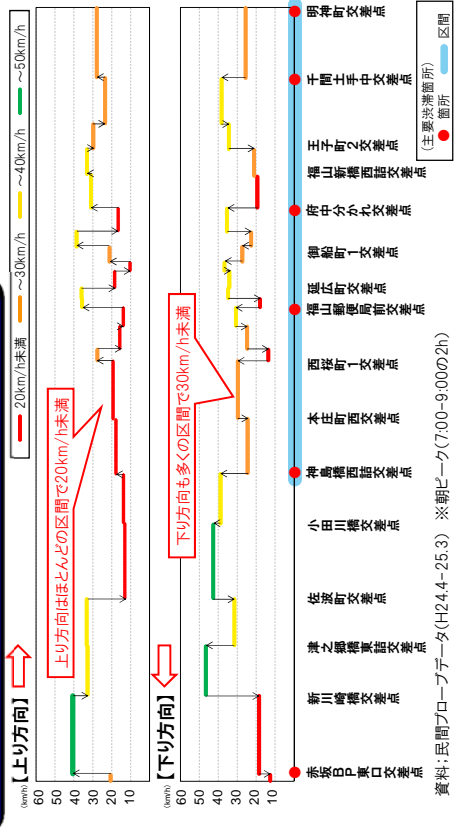 20km/h未満 ～30km/h ～40km/h ～50km/h
【上り方向】
(km/h)
60
50
40
30
20
10
上り方向はほとんどの区間で20km/h未満
【下り方向】
(km/h)
60
50
40
30
20
10
下り方向も多くの区間で30km/h未満
赤坂BP東口交差点
新川崎橋交差点
津之郷橋東詰交差点
佐波町交差点
小田川橋交差点
神島橋西詰交差点
本庄町西交差点
西桜町1交差点
福山郵便局前交差点
延広町交差点
御船町1交差点
府中分かれ交差点
福山新橋西詰交差点
王子町2交差点
千間土手中交差点
明神町交差点
(主要渋滞箇所)
箇所 区間
資料;民間プローブデータ(H24.4-25.3) ※朝ピーク(7:00-9:00の2h)